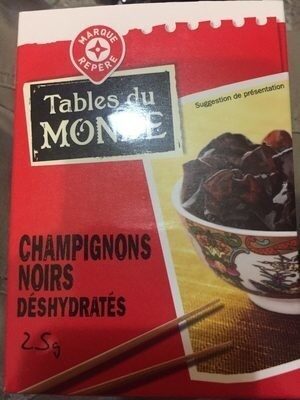 MARQUE
REPÈRE
Tables du
MONDE
Suggestion de présentation
CHAMPIGNONS
NOIRS
DÉSHYDRATÉS
25g